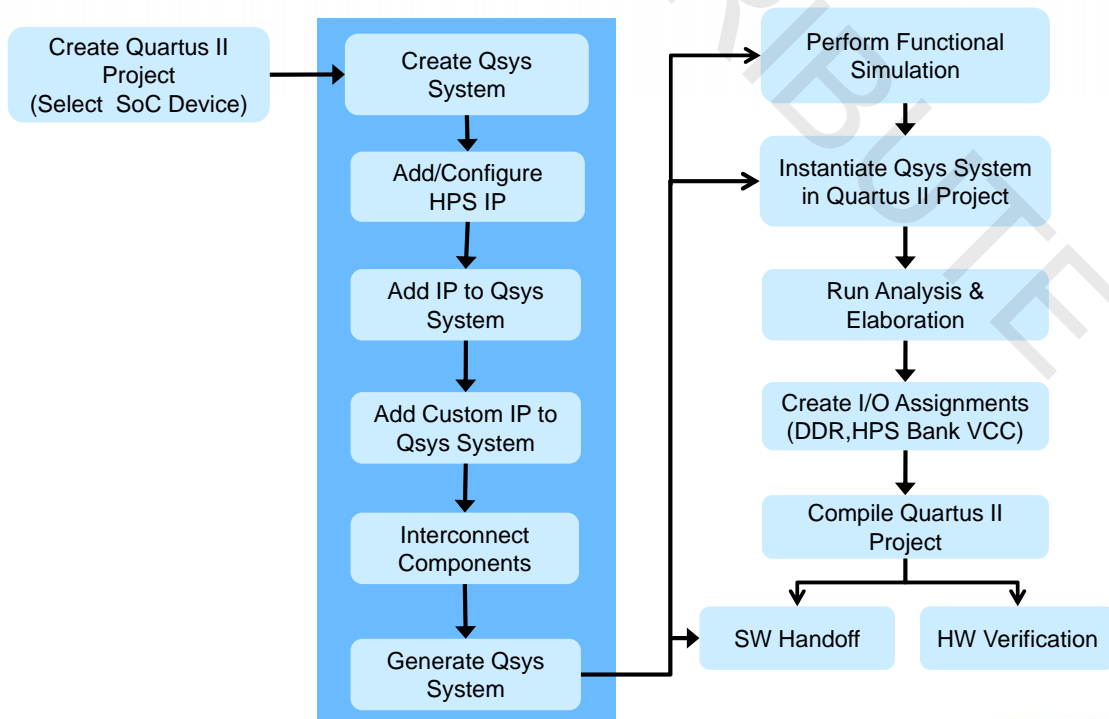 Create Quartus II
Project
(Select SoC Device)
Create Qsys
System
Add/Configure
HPS IP
Add IP to Qsys
System
Add Custom IP to
Qsys System
Interconnect
Components
Generate Qsys
System
Perform Functional
Simulation
Instantiate Qsys System
in Quartus II Project
Run Analysis &
Elaboration
Create I/O Assignments
(DDR,HPS Bank VCC)
Compile Quartus II
Project
SW Handoff
HW Verification
RIBUTE